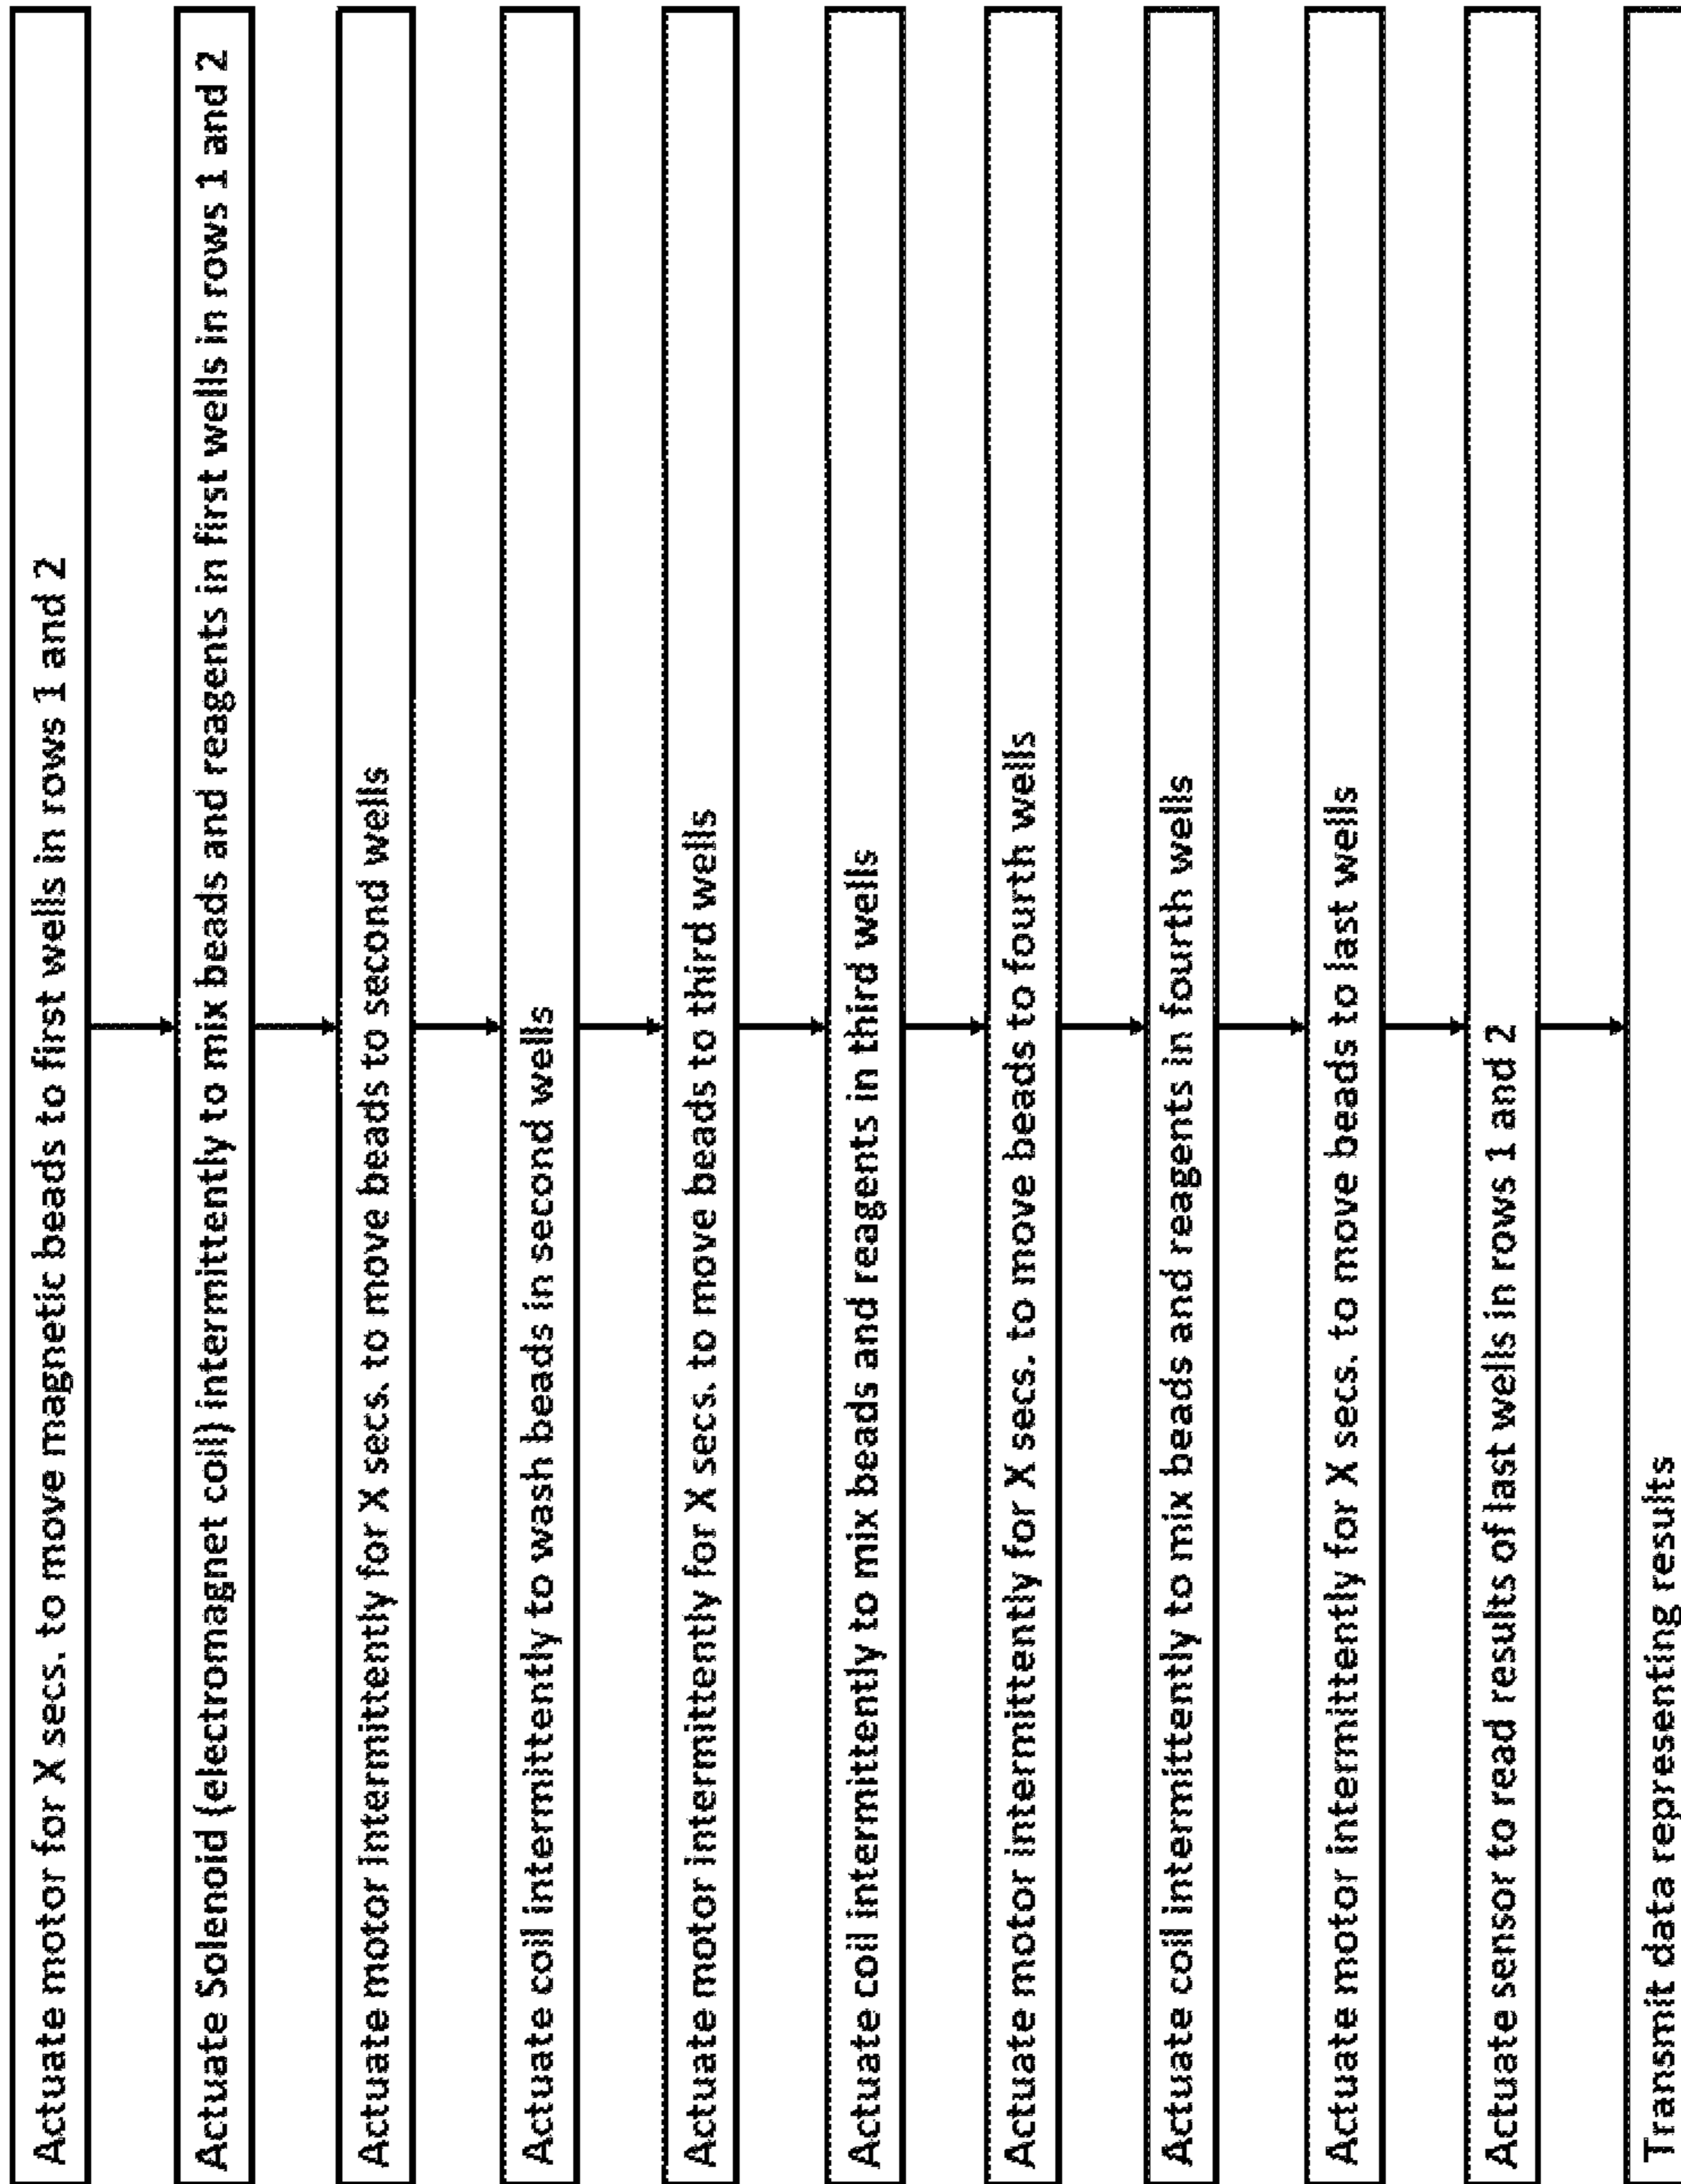 Actuate motor for X secs. to move magnetic beads to first wells in rows 1 and 2
Actuate Solenoid (electromagnet coil) intermittently to mix beads and reagents in first wells in rows 1 and 2
Actuate motor intermittently for X secs. to move beads to second wells
Actuate coil intermittently to wash beads in second wells
Actuate motor intermittently for X secs. to move beads to third wells
Actuate coil intermittently to mix beads and reagents in third wells
Actuate motor intermittently for X secs. to move beads to fourth wells
Actuate coil intermittently to mix beads and reagents in fourth wells
Actuate motor intermittently for X secs. to move beads to last wells
Actuate sensor to read results of last wells in rows 1 and 2
Transmit data representing results